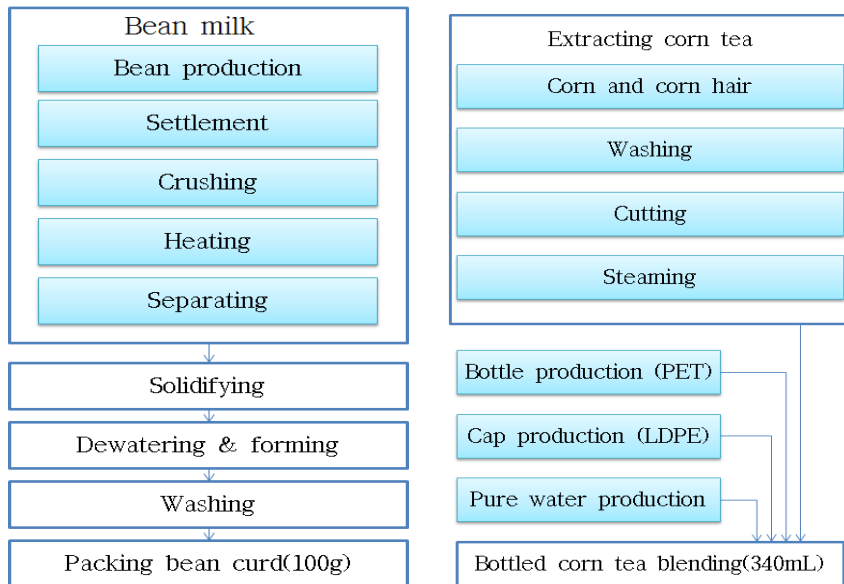 Bean milk
Bean production
Settlement
Crushing
Heating
Separating
Solidifying
Dewatering & forming
Washing
Packing bean curd(100g)
Extracting corn tea
Corn and corn hair
Washing
Cutting
Steaming
Bottle production (PET)
Cap production (LDPE)
Pure water production
Bottled corn tea blending(340mL)